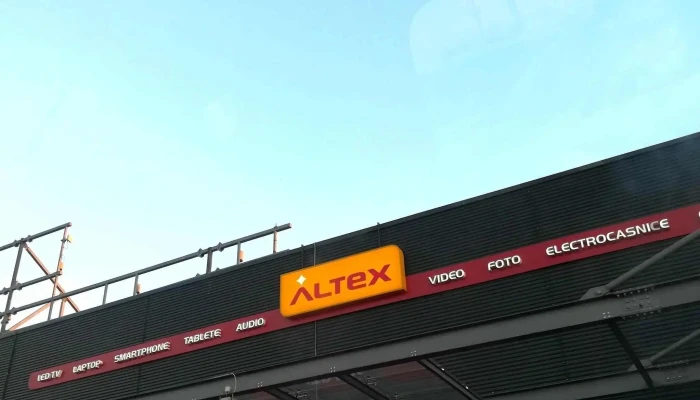 LED TV LAPTOP SMARTPHONE TABLETE AUDIO ALTEX VIDEO FOTO ELECTROCASNICE